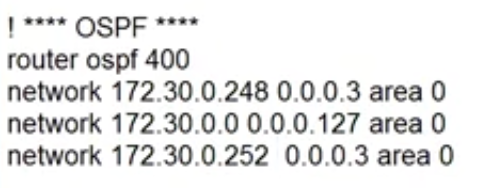 ! **** OSPF ****
router ospf 400
network 172.30.0.248 0.0.0.3 area 0
network 172.30.0.0 0.0.0.127 area 0
network 172.30.0.252  0.0.0.3 area 0